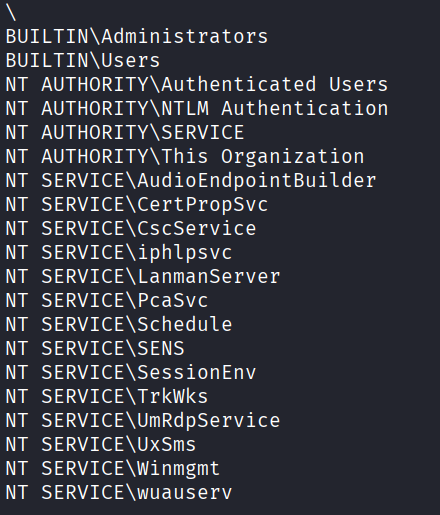 \
BUILTIN\Administrators
BUILTIN\Users
NT AUTHORITY\Authenticated Users
NT AUTHORITY\NTLM Authentication
NT AUTHORITY\SERVICE
NT AUTHORITY\This Organization
NT SERVICE\AudioEndpointBuilder
NT SERVICE\CertPropSvc
NT SERVICE\CscService
NT SERVICE\iphlpsvc
NT SERVICE\LanmanServer
NT SERVICE\PcaSvc
NT SERVICE\Schedule
NT SERVICE\SENS
NT SERVICE\SessionEnv
NT SERVICE\TrkWks
NT SERVICE\UmRdpService
NT SERVICE\UxSms
NT SERVICE\Winmgmt
NT SERVICE\wuauserv